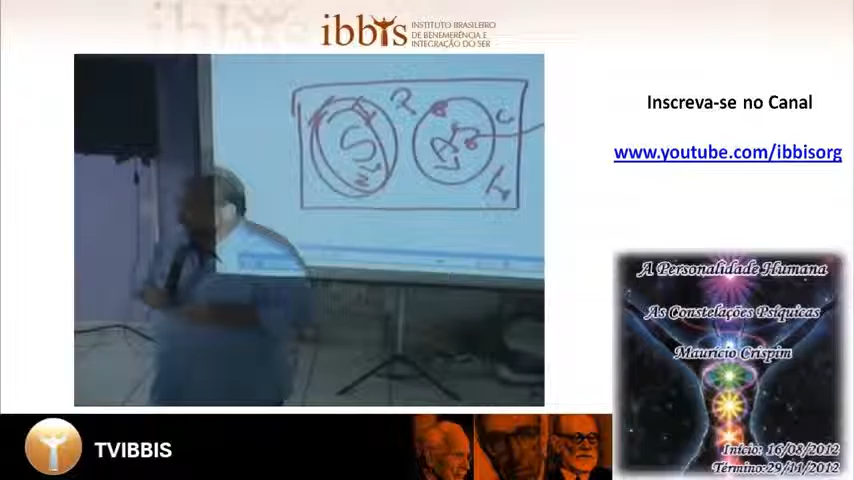 ibbis
INSTITUTO BRASILEIRO
DE BENEMERÊNCIA E
INTEGRAÇÃO DO SER
Inscreva-se no Canal
www.youtube.com/ibbisorg
A Personalidade Humana
As Constelações Psíquicas
Maurício Crispim
Início: 16/08/2012
Término:29/11/2012
TVIBBIS